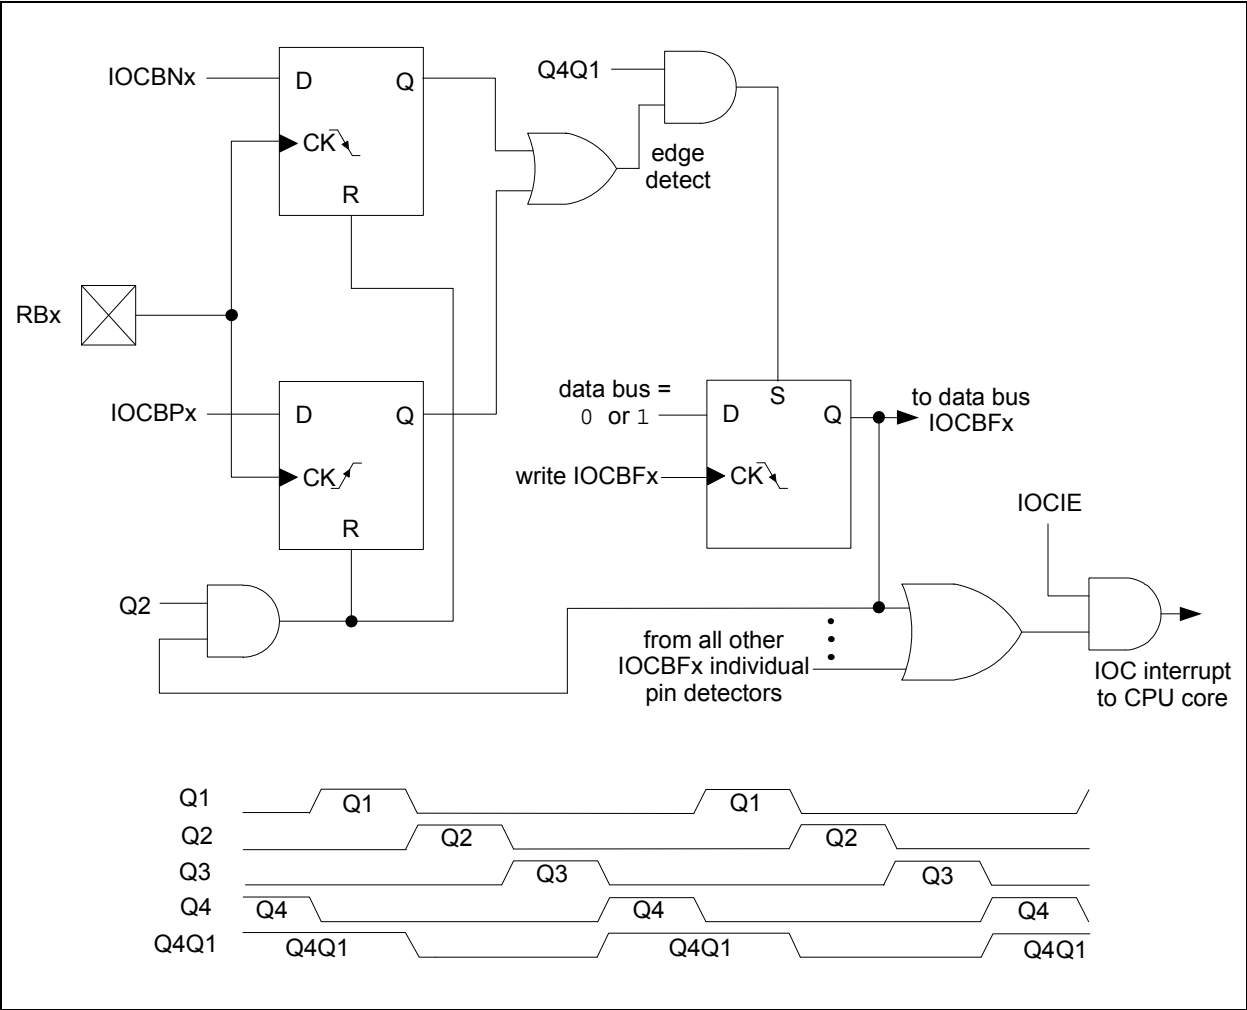 IOCBNx
D
Q
CK
R
Q4Q1
edge
detect
RBx
IOCBPx
D
Q
CK
R
data bus =
0 or 1
S
D
Q
to data bus
IOCBFx
write IOCBFx
CK
IOCIE
Q2
from all other
IOCBFx individual
pin detectors
IOC interrupt
to CPU core
Q1 Q1 Q1
Q2 Q2 Q2
Q3 Q3 Q3
Q4 Q4 Q4 Q4
Q4Q1 Q4Q1 Q4Q1 Q4Q1